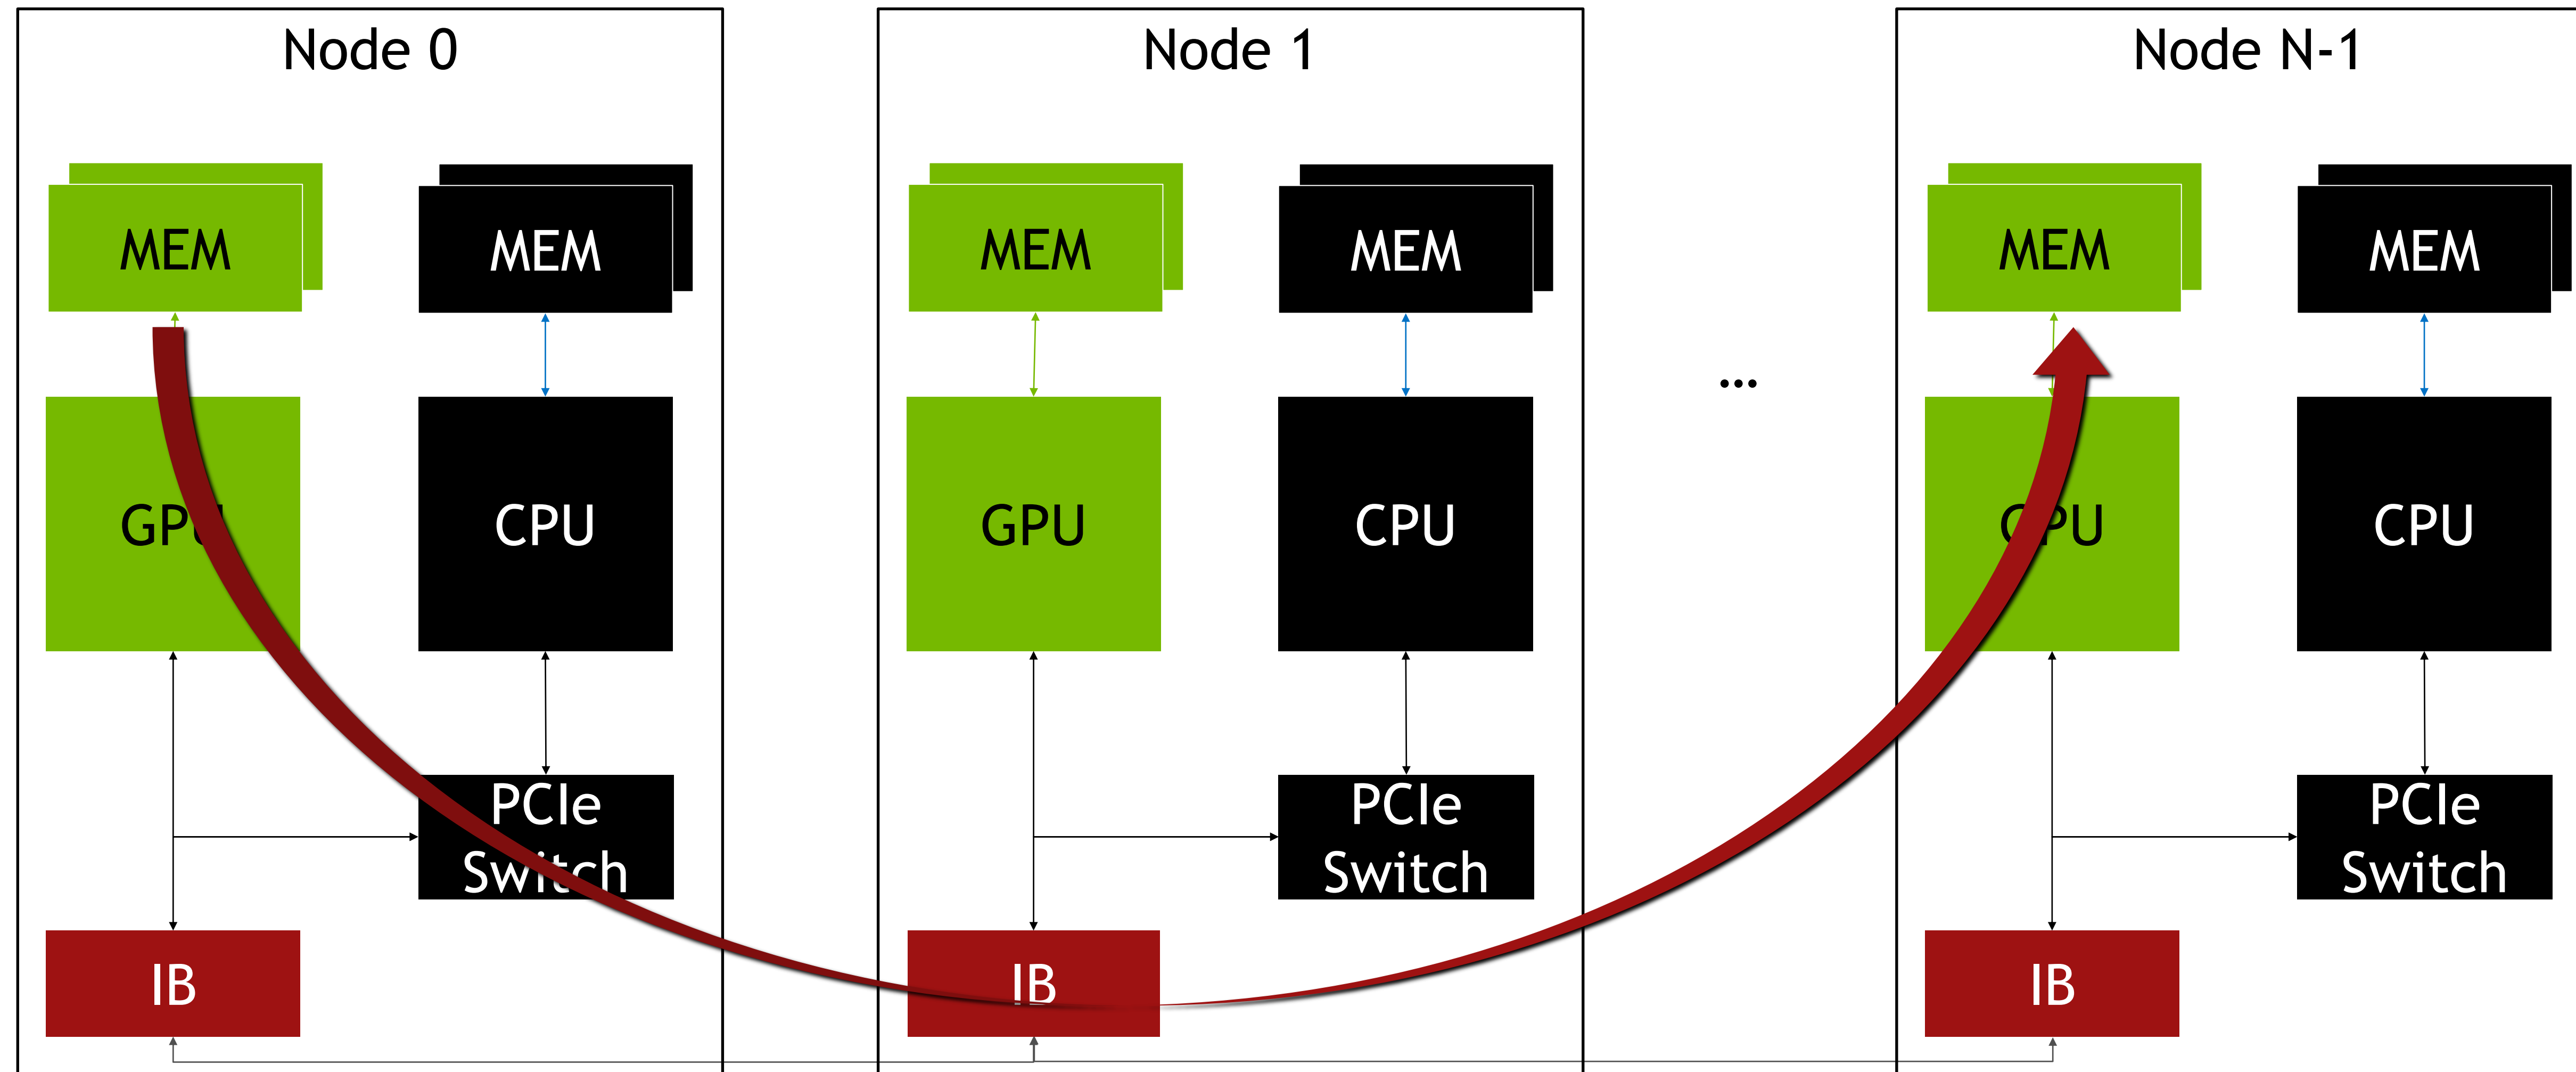 Node 0
MEM
MEM
GPU
CPU
PCIe
Switch
IB
Node 1
MEM
MEM
GPU
CPU
PCIe
Switch
IB
...
Node N-1
MEM
MEM
GPU
CPU
PCIe
Switch
IB